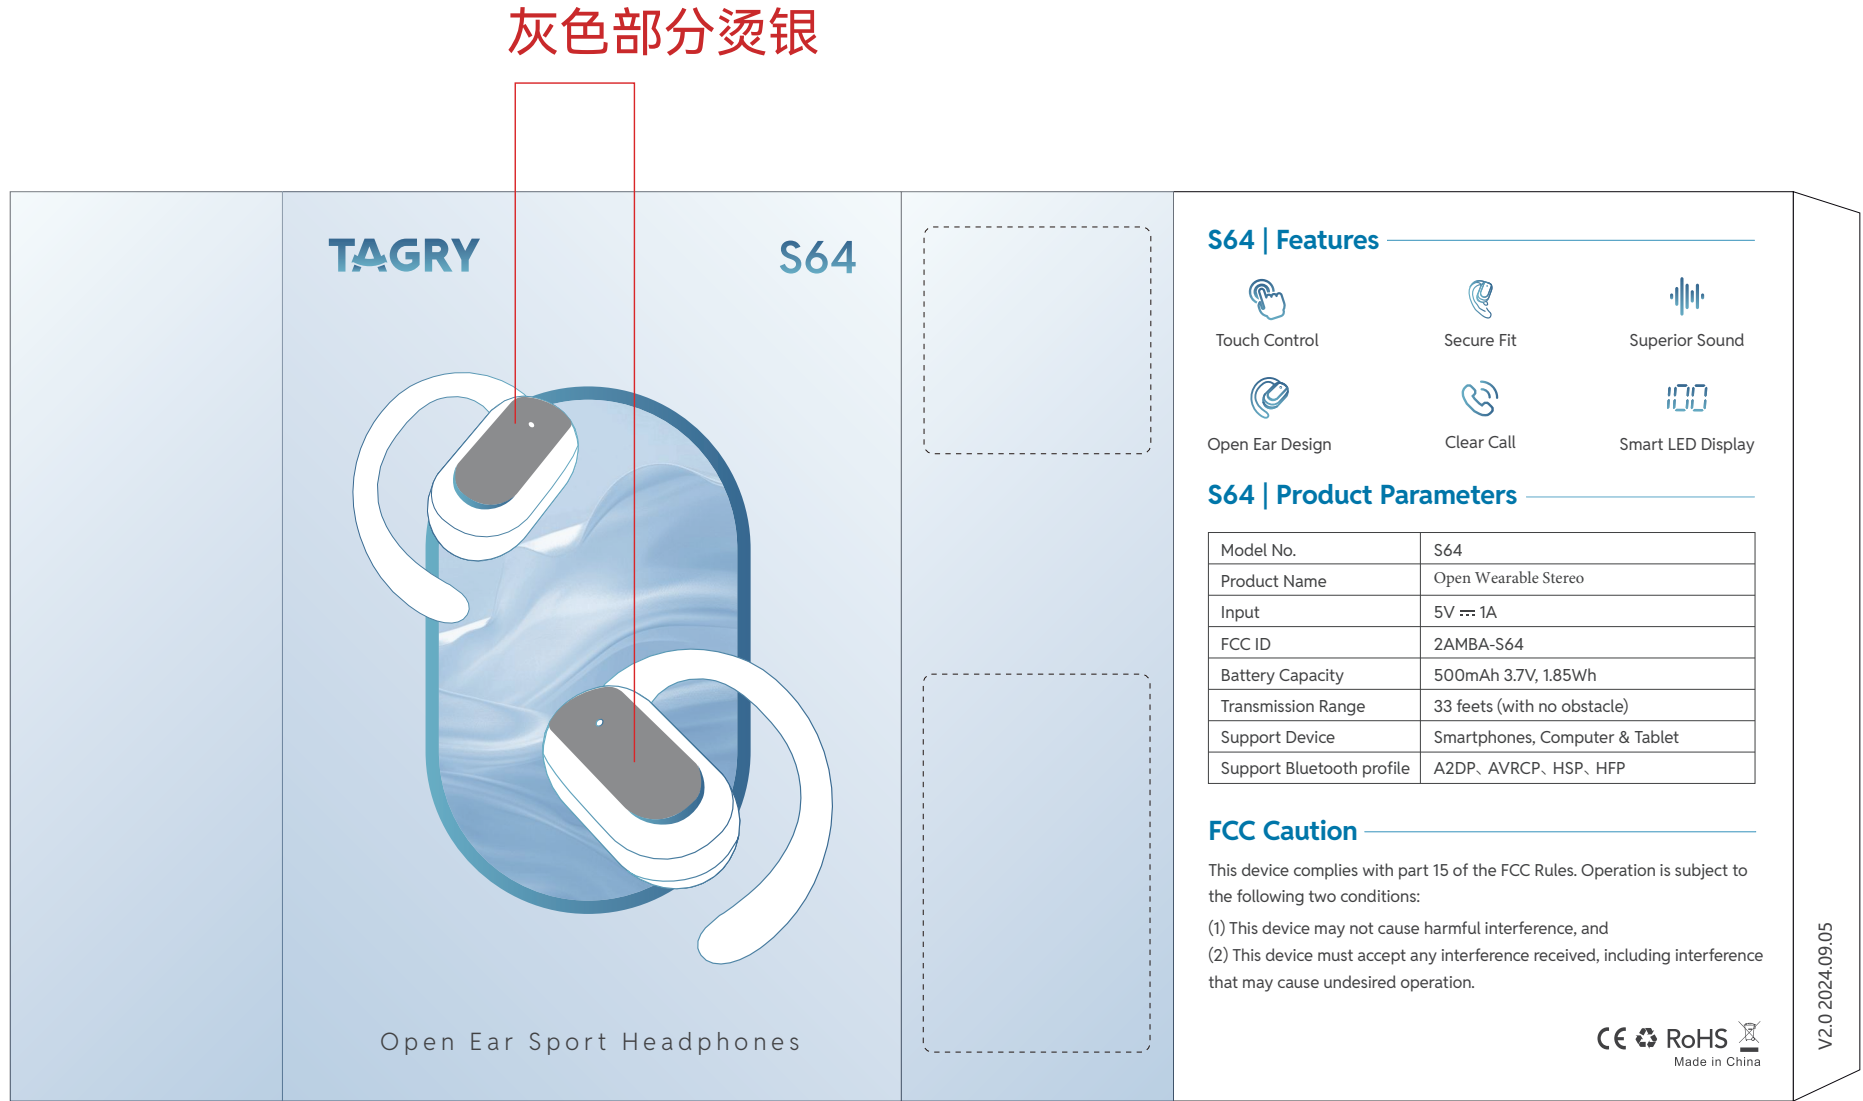 灰色部分烫银
TAGRY
S64
Open Ear Sport Headphones
S64 | Features
Touch Control
Secure Fit
Superior Sound
100
Open Ear Design
Clear Call
Smart LED Display
S64 | Product Parameters
Model No. S64
Product Name Open Wearable Stereo
Input 5V ⎓ 1A
FCC ID 2AMBA-S64
Battery Capacity 500mAh 3.7V, 1.85Wh
Transmission Range 33 feets (with no obstacle)
Support Device Smartphones, Computer & Tablet
Support Bluetooth profile A2DP、AVRCP、HSP、HFP
FCC Caution
This device complies with part 15 of the FCC Rules. Operation is subject to
the following two conditions:
(1) This device may not cause harmful interference, and
(2) This device must accept any interference received, including interference
that may cause undesired operation.
CE RoHS
Made in China
V2.0 2024.09.05